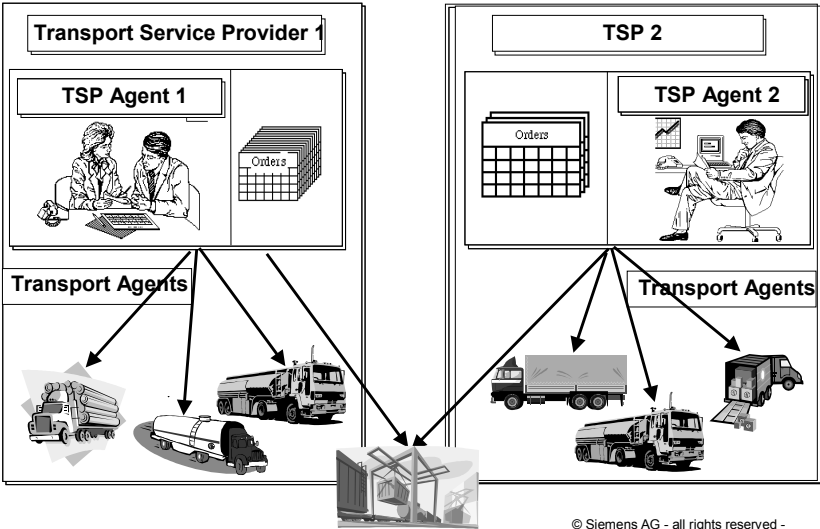 Transport Service Provider 1
TSP Agent 1
Orders
Transport Agents
TSP 2
TSP Agent 2
Orders
Transport Agents
© Siemens AG - all rights reserved -